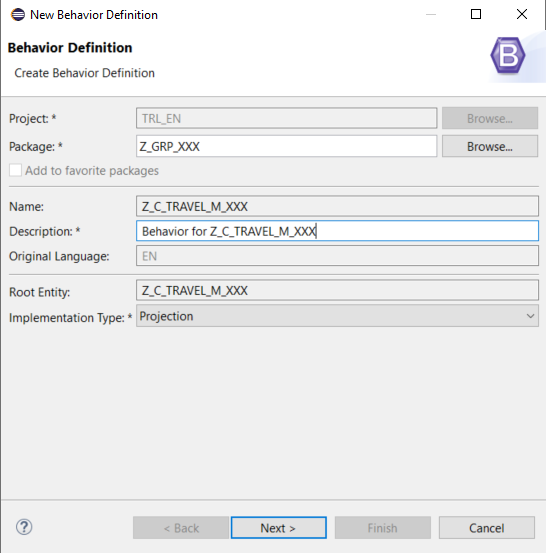 New Behavior Definition
Behavior Definition
Create Behavior Definition
B
Project: * TRL_EN Browse...
Package: * Z_GRP_XXX Browse...
Add to favorite packages
Name: Z_C_TRAVEL_M_XXX
Description: * Behavior for Z_C_TRAVEL_M_XXX
Original Language: EN
Root Entity: Z_C_TRAVEL_M_XXX
Implementation Type: * Projection
? < Back Next > Finish Cancel